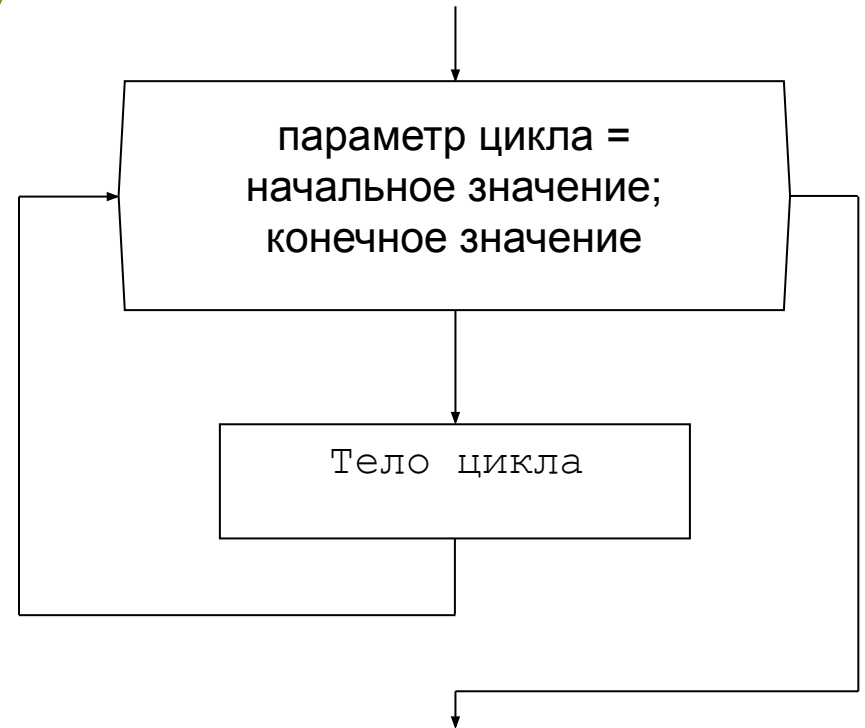 параметр цикла =
начальное значение;
конечное значение
Тело цикла